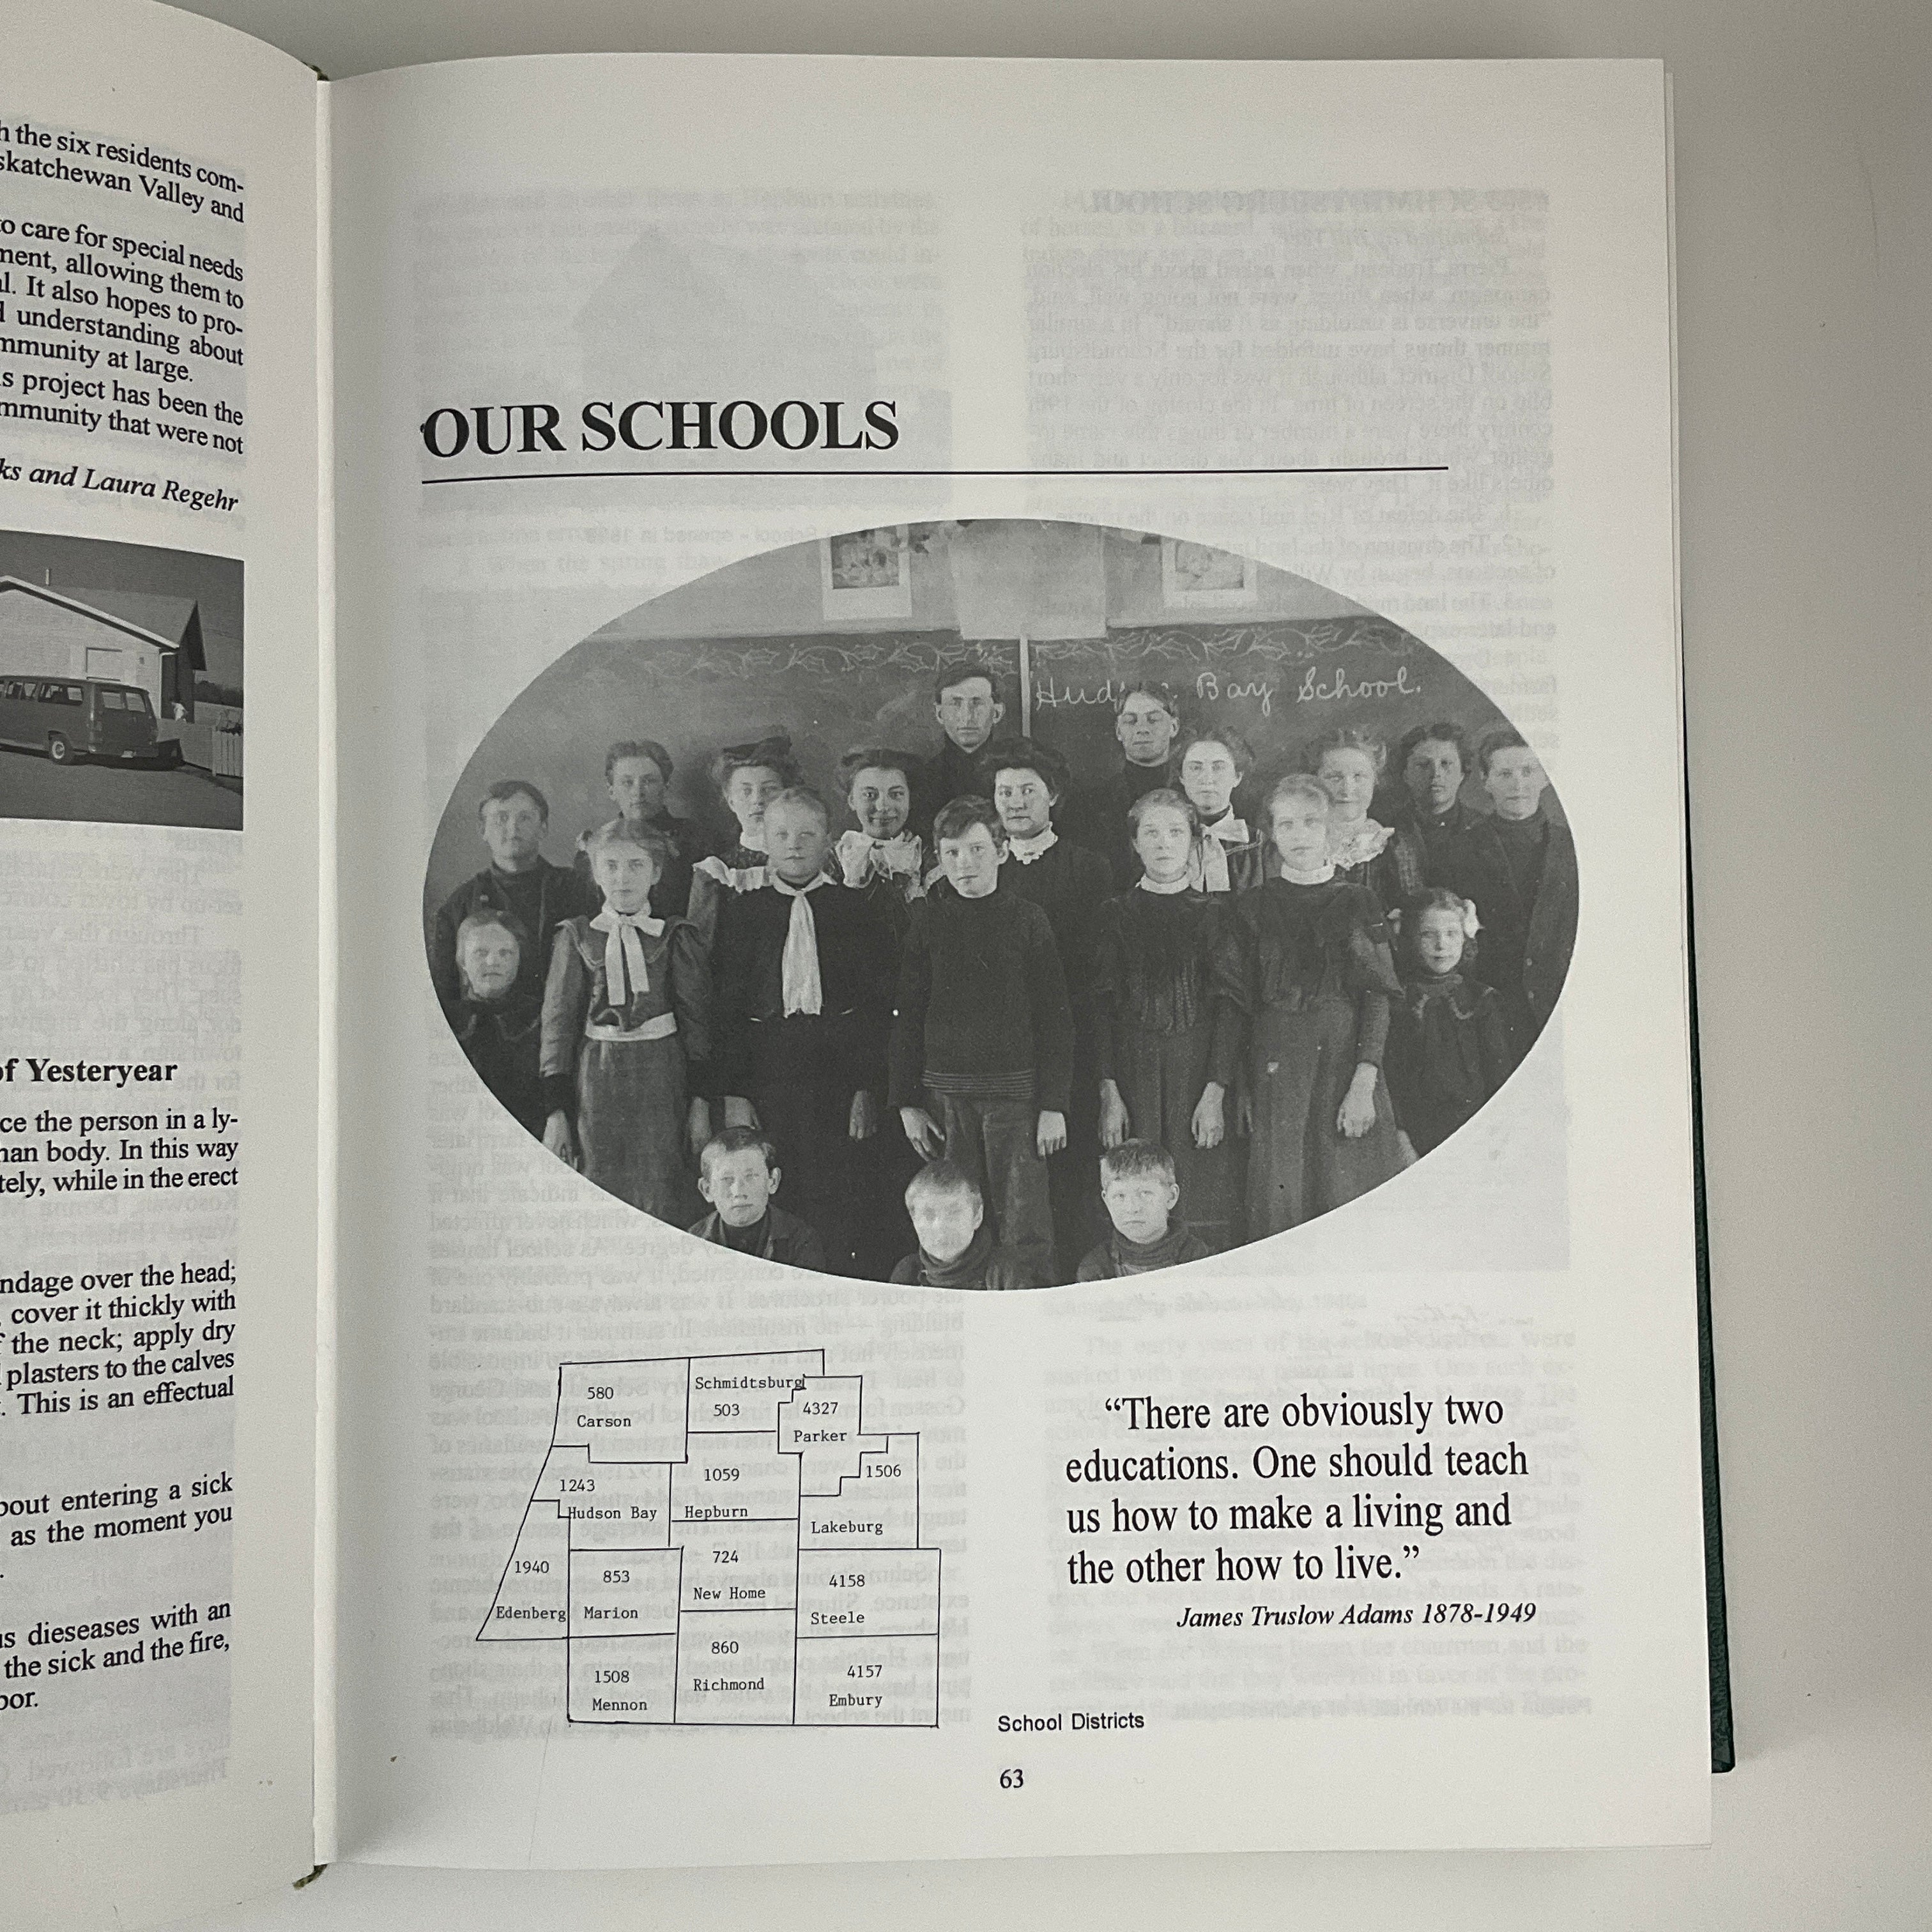 the six residents com-
skatchewan Valley and
o care for special needs
ment, allowing them to
l. It also hopes to pro-
understanding about
mmunity at large.
s project has been the
mmunity that were not
ks and Laura Regehr
of Yesteryear
ce the person in a ly-
man body. In this way
tely, while in the erect
ndage over the head;
cover it thickly with
the neck; apply dry
plasters to the calves
. This is an effectual
bout entering a sick
as the moment you
us dieseases with an
the sick and the fire,
oor.
OUR SCHOOLS
Bay School.
580
Carson
Schmidtsburg
503
4327
Parker
1243
Hudson Bay
1059
Hepburn
1506
Lakeburg
1940
Edenberg
853
Marion
724
New Home
4158
Steele
1508
Mennon
860
Richmond
4157
Embury
School Districts
“There are obviously two
educations. One should teach
us how to make a living and
the other how to live.”
James Truslow Adams 1878-1949
63